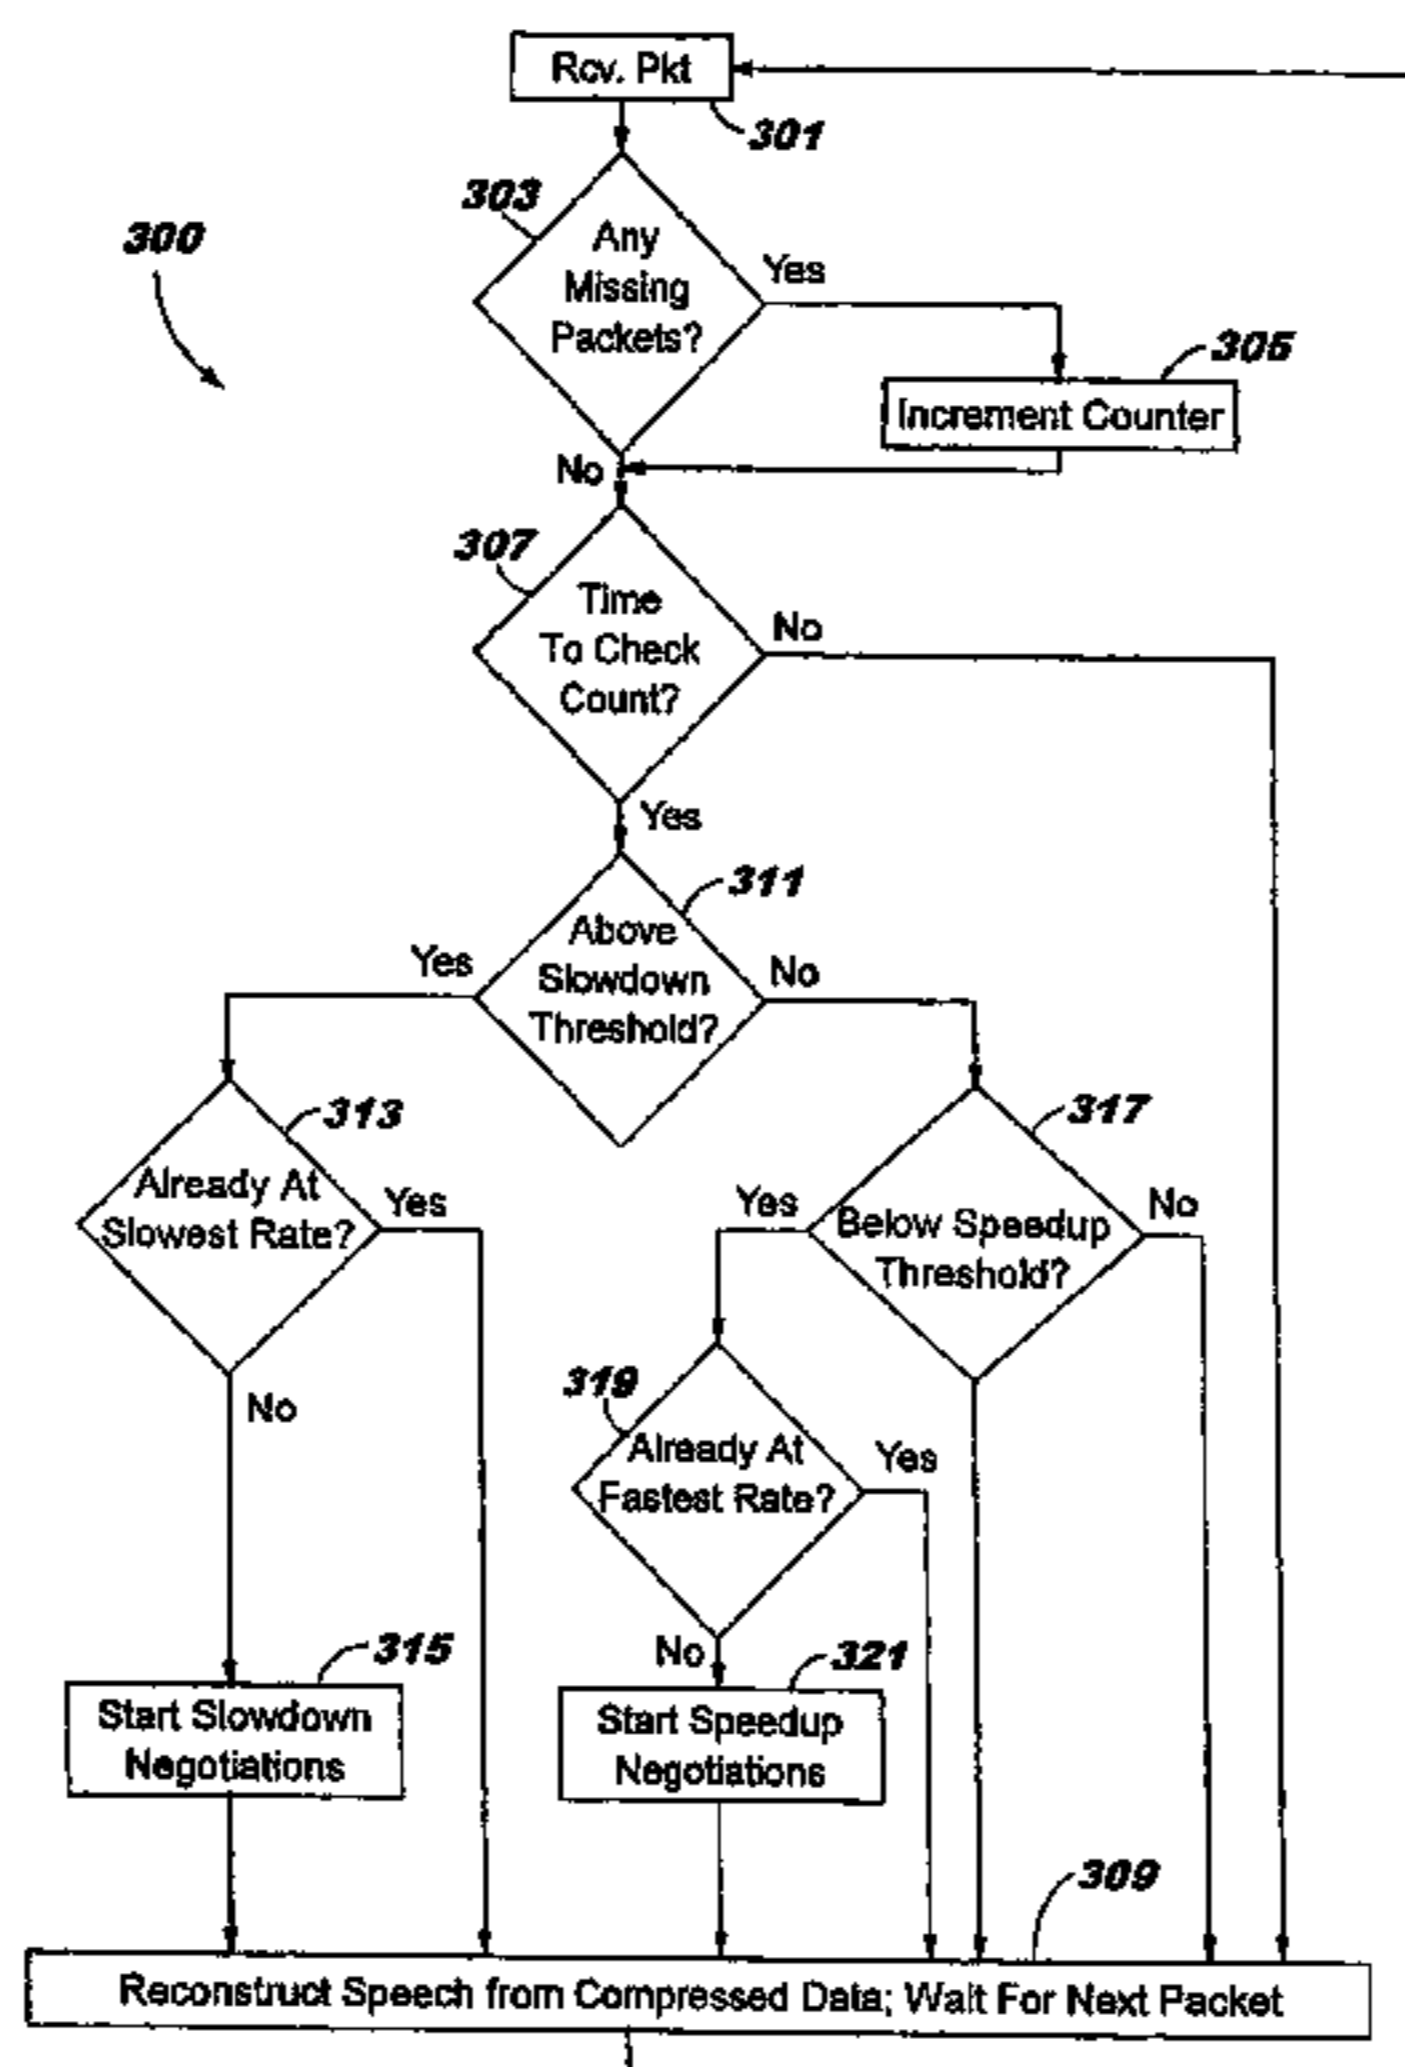 Rcv. Pkt
301
303
300
Any
Missing
Packets?
Yes
305
Increment Counter
No
307
Time
To Check
Count?
No
Yes
311
Above
Slowdown
Threshold?
Yes
No
313
Already At
Slowest Rate?
Yes
No
317
Below Speedup
Threshold?
Yes
No
319
Already At
Fastest Rate?
Yes
No
315
Start Slowdown
Negotiations
321
Start Speedup
Negotiations
309
Reconstruct Speech from Compressed Data; Wait For Next Packet